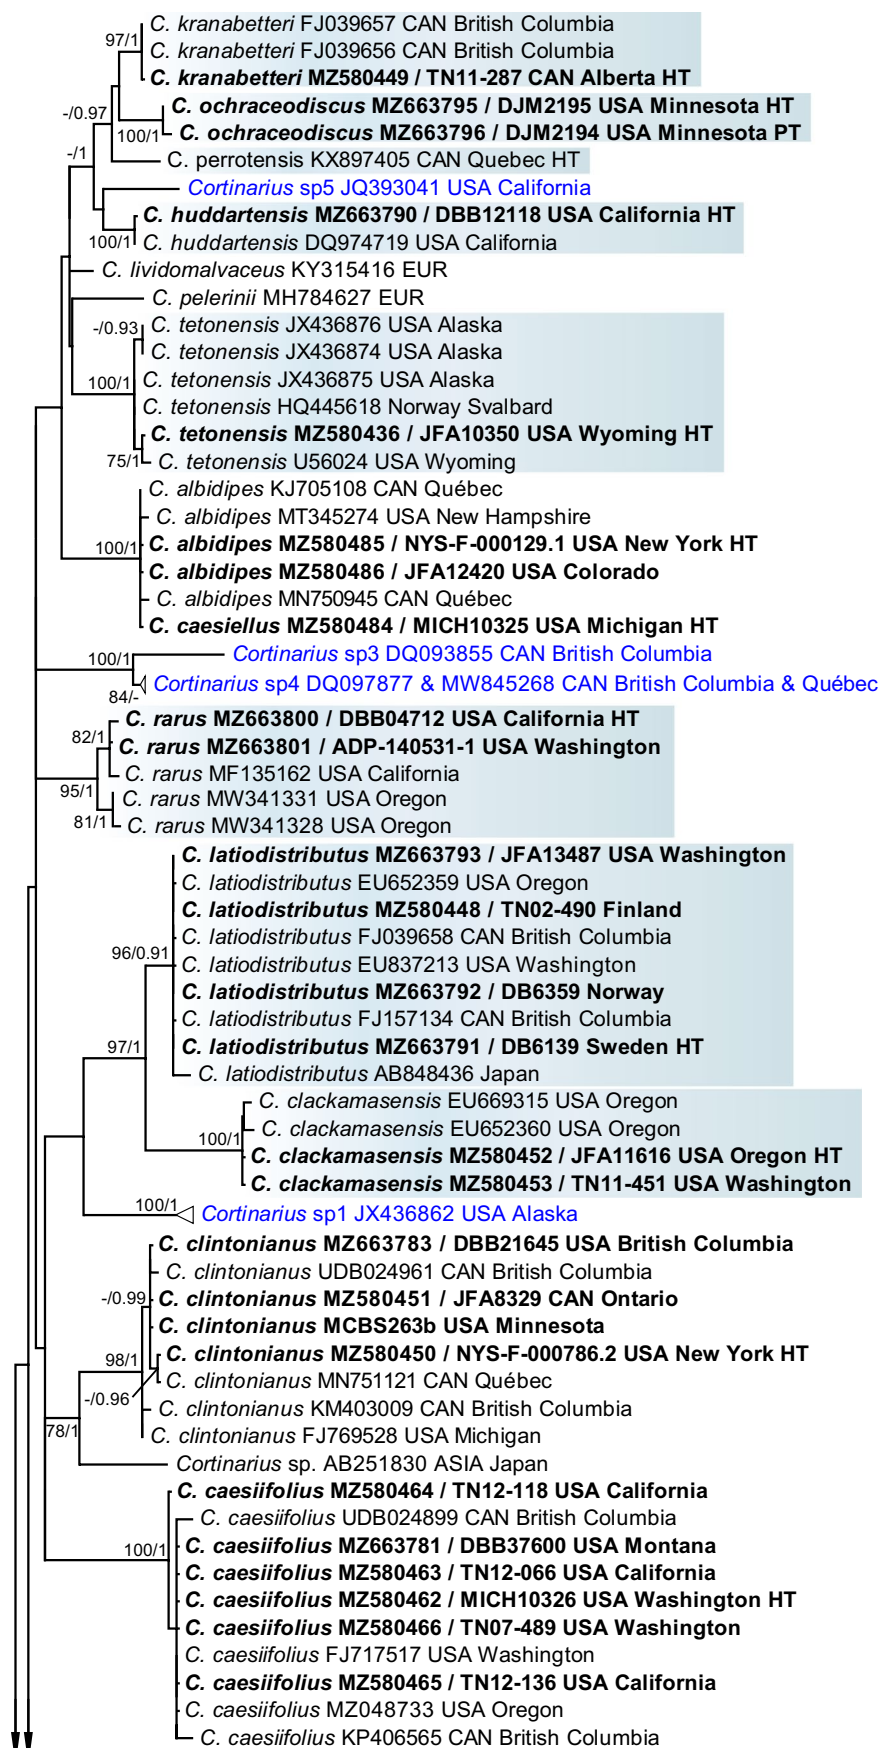 C. kranabetteri FJ039657 CAN British Columbia
97/1
C. kranabetteri FJ039656 CAN British Columbia
C. kranabetteri MZ580449 / TN11-287 CAN Alberta HT
C. ochraceodiscus MZ663795 / DJM2195 USA Minnesota HT
-/0.97
100/1
C. ochraceodiscus MZ663796 / DJM2194 USA Minnesota PT
-/1
C. perrotensis KX897405 CAN Quebec HT
Cortinarius sp5 JQ393041 USA California
C. huddartensis MZ663790 / DBB12118 USA California HT
100/1
C. huddartensis DQ974719 USA California
C. lividomalvaceus KY315416 EUR
C. pelerinii MH784627 EUR
-/0.93
C. tetonensis JX436876 USA Alaska
C. tetonensis JX436874 USA Alaska
100/1
C. tetonensis JX436875 USA Alaska
C. tetonensis HQ445618 Norway Svalbard
C. tetonensis MZ580436 / JFA10350 USA Wyoming HT
75/1
C. tetonensis U56024 USA Wyoming
C. albidipes KJ705108 CAN Québec
C. albidipes MT345274 USA New Hampshire
100/1
C. albidipes MZ580485 / NYS-F-000129.1 USA New York HT
C. albidipes MZ580486 / JFA12420 USA Colorado
C. albidipes MN750945 CAN Québec
C. caesiellus MZ580484 / MICH10325 USA Michigan HT
100/1
Cortinarius sp3 DQ093855 CAN British Columbia
84/-
Cortinarius sp4 DQ097877 & MW845268 CAN British Columbia & Québec
C. rarus MZ663800 / DBB04712 USA California HT
82/1
C. rarus MZ663801 / ADP-140531-1 USA Washington
C. rarus MF135162 USA California
95/1
C. rarus MW341331 USA Oregon
81/1
C. rarus MW341328 USA Oregon
C. latiodistributus MZ663793 / JFA13487 USA Washington
C. latiodistributus EU652359 USA Oregon
C. latiodistributus MZ580448 / TN02-490 Finland
C. latiodistributus FJ039658 CAN British Columbia
96/0.91
C. latiodistributus EU837213 USA Washington
C. latiodistributus MZ663792 / DB6359 Norway
C. latiodistributus FJ157134 CAN British Columbia
97/1
C. latiodistributus MZ663791 / DB6139 Sweden HT
C. latiodistributus AB848436 Japan
C. clackamasensis EU669315 USA Oregon
C. clackamasensis EU652360 USA Oregon
100/1
C. clackamasensis MZ580452 / JFA11616 USA Oregon HT
C. clackamasensis MZ580453 / TN11-451 USA Washington
100/1
Cortinarius sp1 JX436862 USA Alaska
C. clintonianus MZ663783 / DBB21645 USA British Columbia
C. clintonianus UDB024961 CAN British Columbia
-/0.99
C. clintonianus MZ580451 / JFA8329 CAN Ontario
C. clintonianus MCBS263b USA Minnesota
98/1
C. clintonianus MZ580450 / NYS-F-000786.2 USA New York HT
-/0.96
C. clintonianus MN751121 CAN Québec
C. clintonianus KM403009 CAN British Columbia
78/1
C. clintonianus FJ769528 USA Michigan
Cortinarius sp. AB251830 ASIA Japan
C. caesiifolius MZ580464 / TN12-118 USA California
C. caesiifolius UDB024899 CAN British Columbia
100/1
C. caesiifolius MZ663781 / DBB37600 USA Montana
C. caesiifolius MZ580463 / TN12-066 USA California
C. caesiifolius MZ580462 / MICH10326 USA Washington HT
C. caesiifolius MZ580466 / TN07-489 USA Washington
C. caesiifolius FJ717517 USA Washington
C. caesiifolius MZ580465 / TN12-136 USA California
C. caesiifolius MZ048733 USA Oregon
C. caesiifolius KP406565 CAN British Columbia